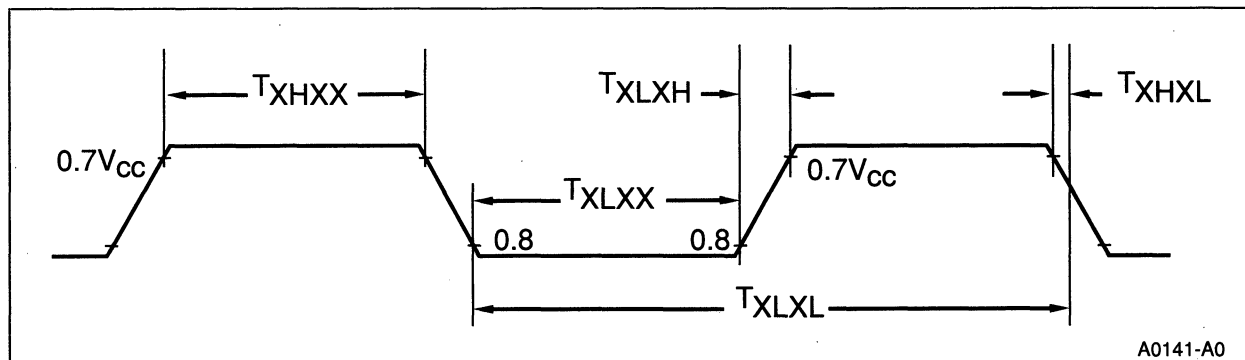 TXHXX
TXLXH
TXHXL
0.7VCC
0.7VCC
TXLXX
0.8
0.8
TXLXL
A0141-A0